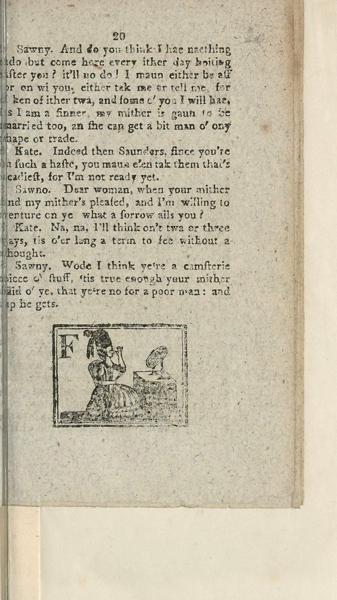 20
Sawny. And do you think I hae naething
ado but come here every ither day hoiting
after you? it'll no do! I maun either be aff
or on wi you, either tak me or tell me, for
I ken of ither twa, and some o' you I will hae,
as I am a sinner, my mither is gaun to be
married too, an she can get a bit man o' ony
shape or trade.
Kate. Indeed then Saunders, since you're
in such a haste, you maun e'en tak them that's
readiest, for I'm not ready yet.
Sawno. Dear woman, when your mither
and my mither's pleased, and I'm willing to
venture on ye what a sorrow ails you?
Kate. Na, na, I'll think on't twa or three
days, tis o'er lang a term to fee without a
thought.
Sawny. Wode I think ye're a camsterie
piece o' stuff, 'tis true enough your mither
said o' ye, that ye're no for a poor man: and
up he gets.
F